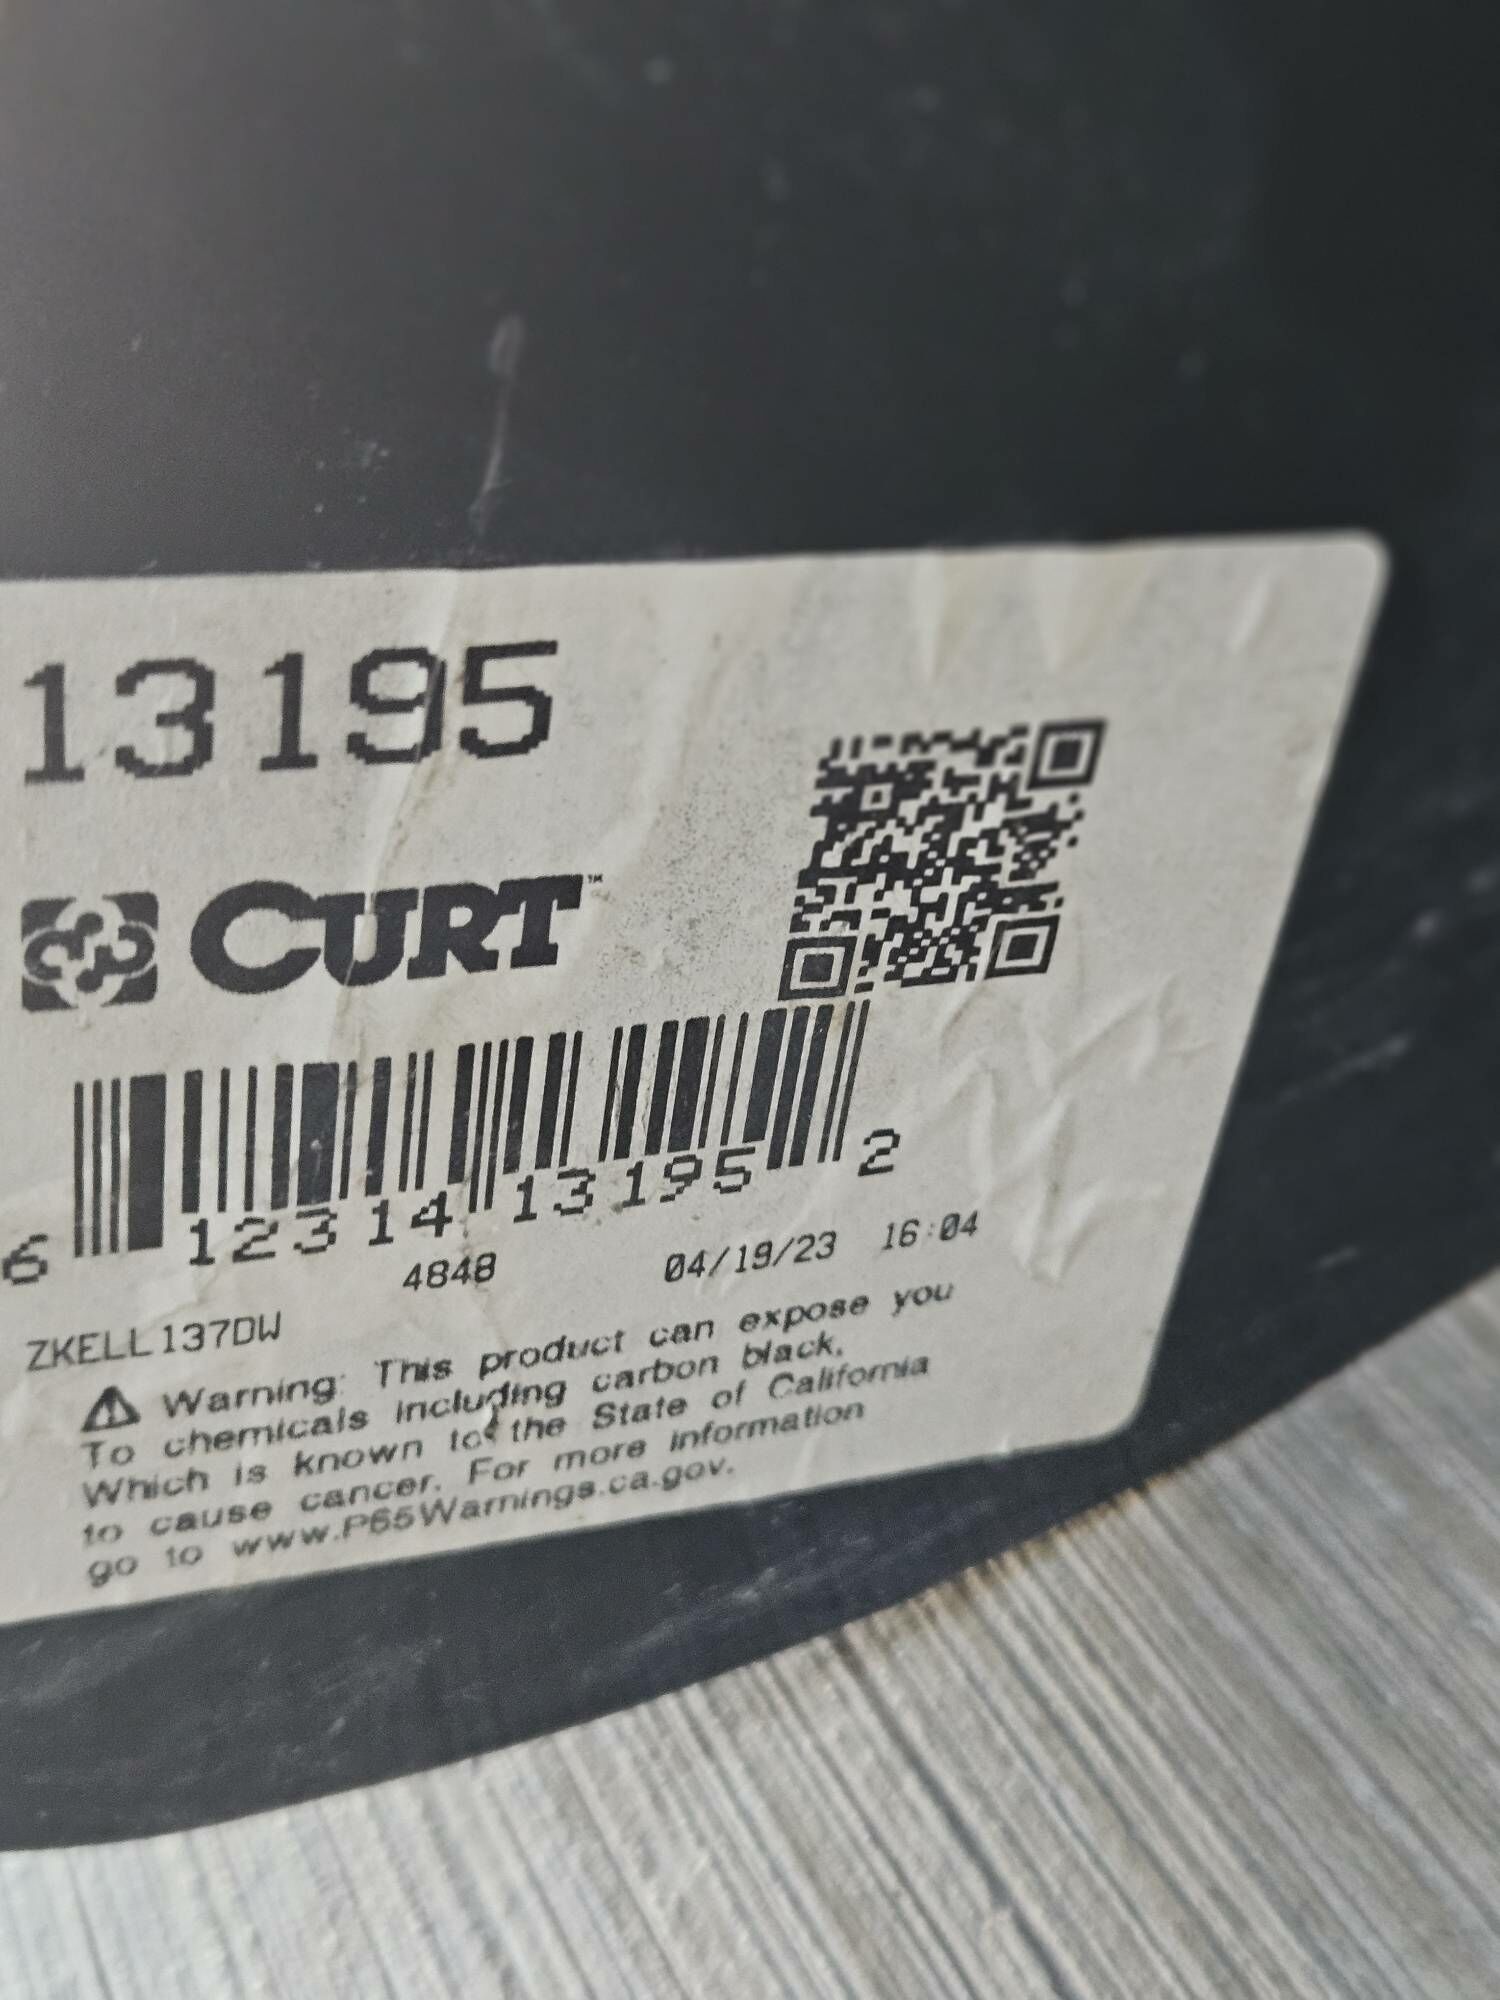 13195
CURT™
6 12314 13195 2
4848 04/19/23 16:04
ZKELL137DW
Warning: This product can expose you
To chemicals including carbon black,
Which is known to the State of California
to cause cancer. For more information
go to www.P65Warnings.ca.gov.